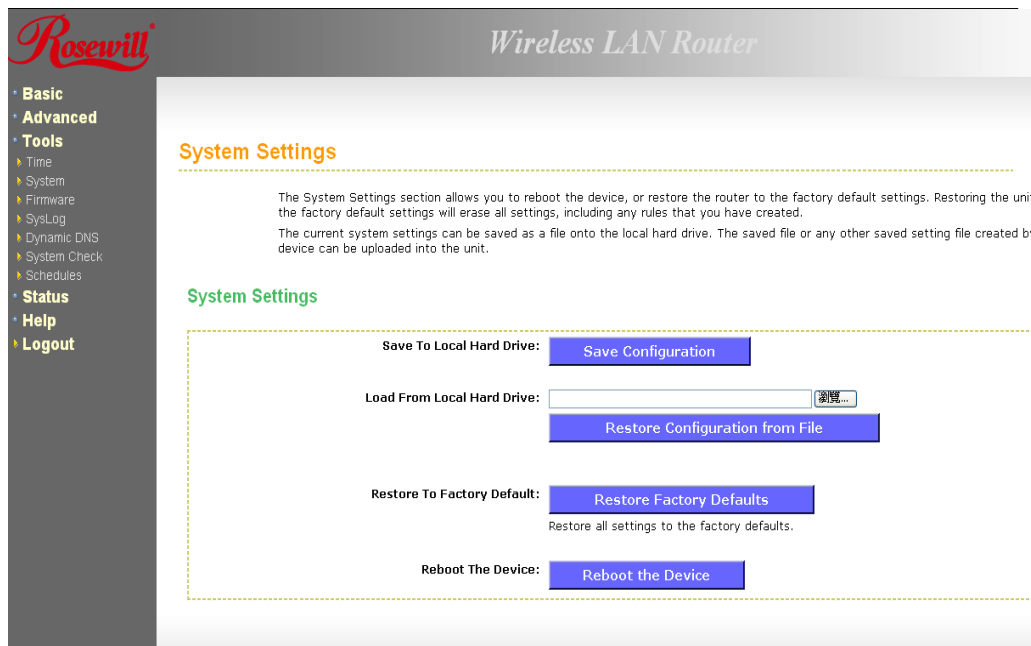 Rosewill
Wireless LAN Router
Basic
Advanced
Tools
Time
System
Firmware
SysLog
Dynamic DNS
System Check
Schedules
Status
Help
Logout
System Settings
The System Settings section allows you to reboot the device, or restore the router to the factory default settings. Restoring the uni
the factory default settings will erase all settings, including any rules that you have created.
The current system settings can be saved as a file onto the local hard drive. The saved file or any other saved setting file created by
device can be uploaded into the unit.
System Settings
Save To Local Hard Drive: Save Configuration
Load From Local Hard Drive: 瀏覽...
Restore Configuration from File
Restore To Factory Default: Restore Factory Defaults
Restore all settings to the factory defaults.
Reboot The Device: Reboot the Device